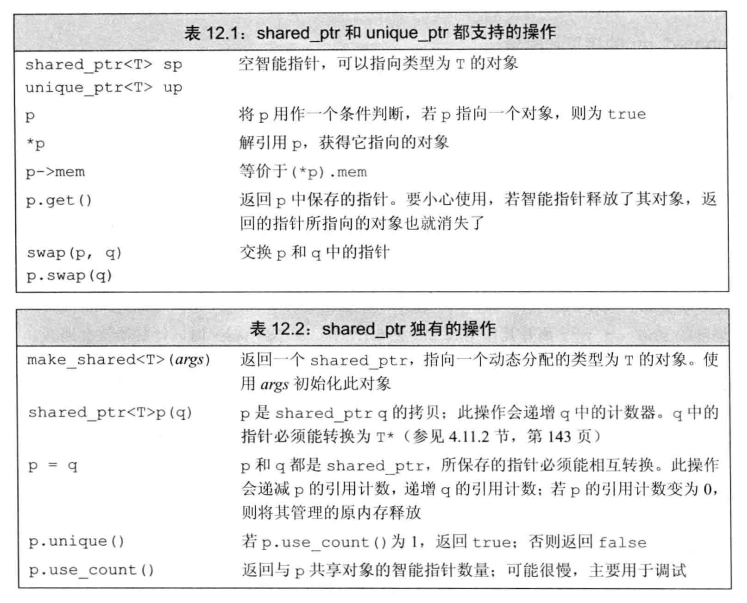 表 12.1：shared_ptr 和 unique_ptr 都支持的操作
shared_ptr<T> sp 空智能指针，可以指向类型为 T 的对象
unique_ptr<T> up
p 将 p 用作一个条件判断，若 p 指向一个对象，则为 true
*p 解引用 p，获得它指向的对象
p->mem 等价于(*p).mem
p.get() 返回 p 中保存的指针。要小心使用，若智能指针释放了其对象，返
回的指针所指向的对象也就消失了
swap(p, q) 交换 p 和 q 中的指针
p.swap(q)
表 12.2：shared_ptr 独有的操作
make_shared<T>(args) 返回一个 shared_ptr，指向一个动态分配的类型为 T 的对象。使
用 args 初始化此对象
shared_ptr<T>p(q) p 是 shared_ptr q 的拷贝；此操作会递增 q 中的计数器。q 中的
指针必须能转换为 T*（参见 4.11.2 节，第 143 页）
p = q p 和 q 都是 shared_ptr，所保存的指针必须能相互转换。此操作
会递减 p 的引用计数，递增 q 的引用计数；若 p 的引用计数变为 0，
则将其管理的原内存释放
p.unique() 若 p.use_count()为 1，返回 true；否则返回 false
p.use_count() 返回与 p 共享对象的智能指针数量；可能很慢，主要用于调试